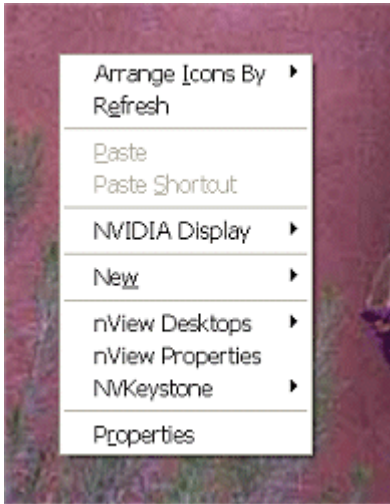 Arrange Icons By
Refresh
Paste
Paste Shortcut
NVIDIA Display
New
nView Desktops
nView Properties
NVKeystone
Properties